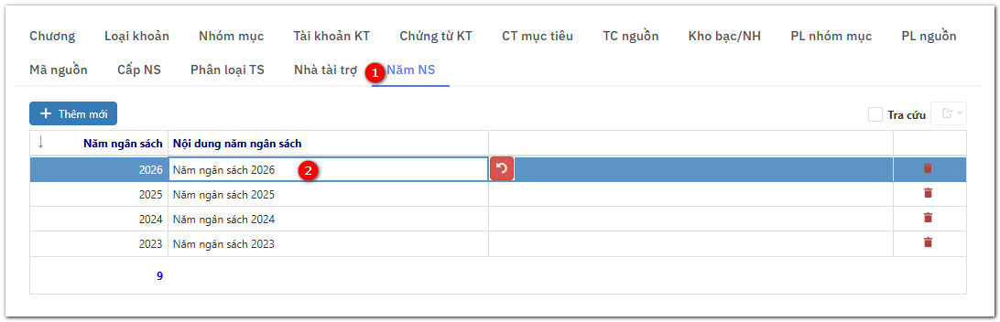 Chương Loại khoản Nhóm mục Tài khoản KT Chứng từ KT CT mục tiêu TC nguồn Kho bạc/NH PL nhóm mục PL nguồn
Mã nguồn Cấp NS Phân loại TS Nhà tài trợ 1 Năm NS
+ Thêm mới Tra cứu
Năm ngân sách Nội dung năm ngân sách
2026 Năm ngân sách 2026 2
2025 Năm ngân sách 2025
2024 Năm ngân sách 2024
2023 Năm ngân sách 2023
9